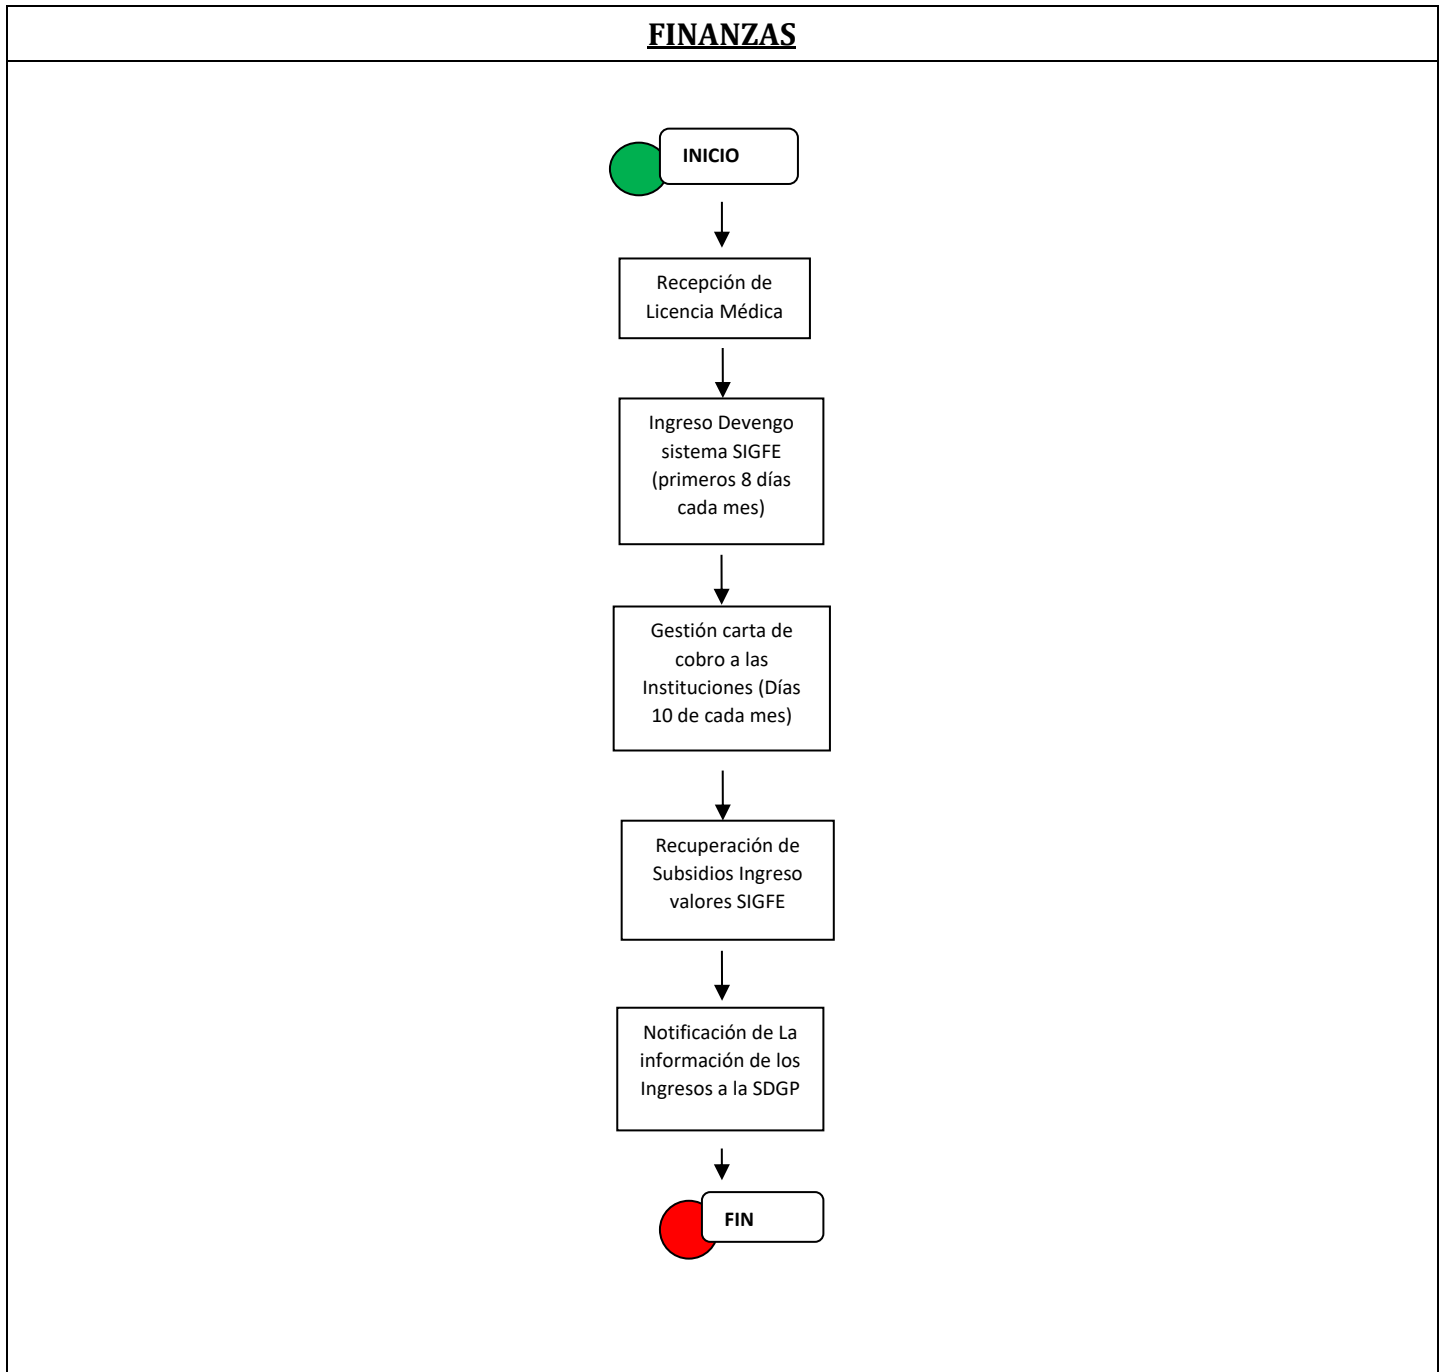 FINANZAS
INICIO
Recepción de
Licencia Médica
Ingreso Devengo
sistema SIGFE
(primeros 8 días
cada mes)
Gestión carta de
cobro a las
Instituciones (Días
10 de cada mes)
Recuperación de
Subsidios Ingreso
valores SIGFE
Notificación de La
información de los
Ingresos a la SDGP
FIN